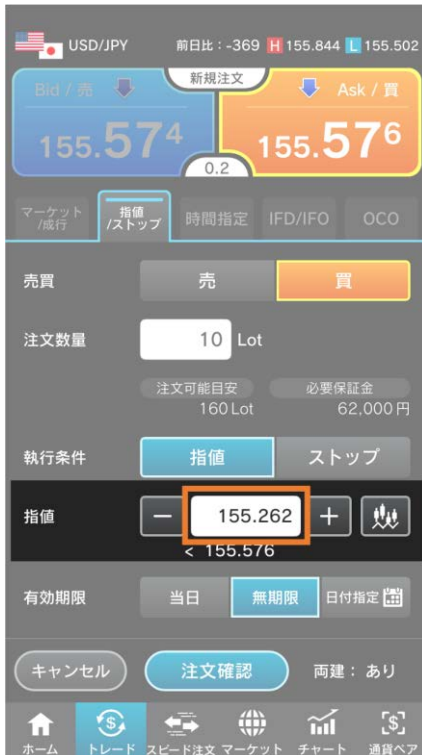 USD/JPY 前日比：-369 H 155.844 L 155.502
新規注文
Bid / 売 Ask / 買
155.574 155.576
0.2
マーケット/成行 指値/ストップ 時間指定 IFD/IFO OCO
売買 売 買
注文数量 10 Lot
注文可能目安 必要保証金
160 Lot 62,000円
執行条件 指値 ストップ
指値 － 155.262 ＋
< 155.576
有効期限 当日 無期限 日付指定
キャンセル 注文確認 両建： あり
ホーム トレード スピード注文 マーケット チャート 通貨ペア